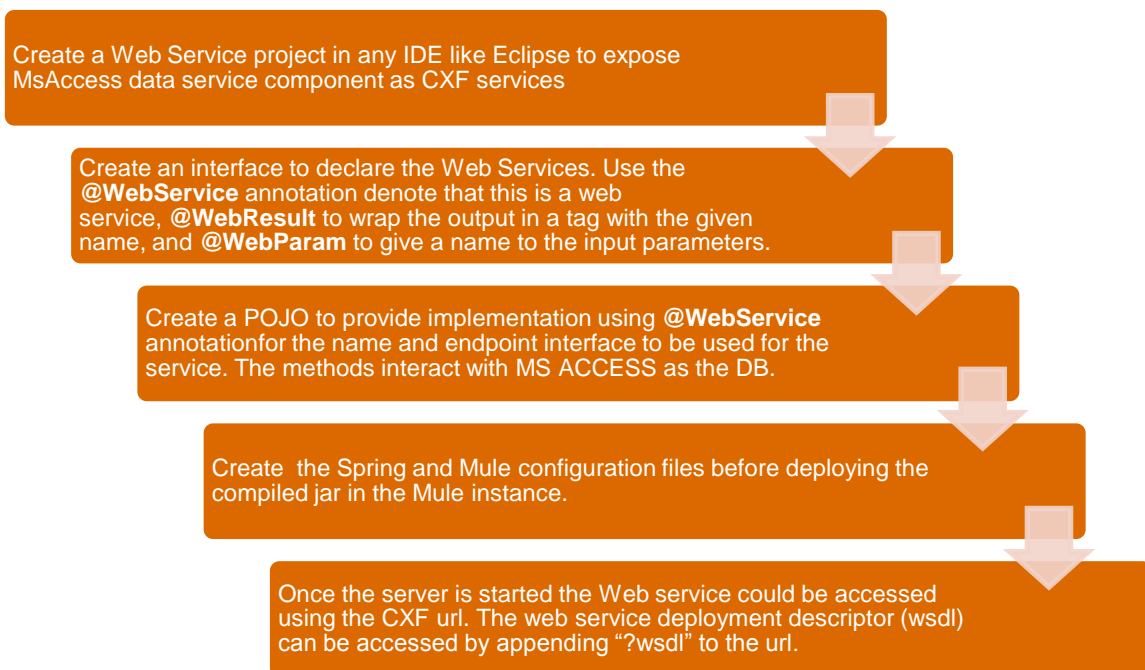 Create a Web Service project in any IDE like Eclipse to expose
MsAccess data service component as CXF services
Create an interface to declare the Web Services. Use the
@WebService annotation denote that this is a web
service, @WebResult to wrap the output in a tag with the given
name, and @WebParam to give a name to the input parameters.
Create a POJO to provide implementation using @WebService
annotationfor the name and endpoint interface to be used for the
service. The methods interact with MS ACCESS as the DB.
Create the Spring and Mule configuration files before deploying the
compiled jar in the Mule instance.
Once the server is started the Web service could be accessed
using the CXF url. The web service deployment descriptor (wsdl)
can be accessed by appending “?wsdl” to the url.